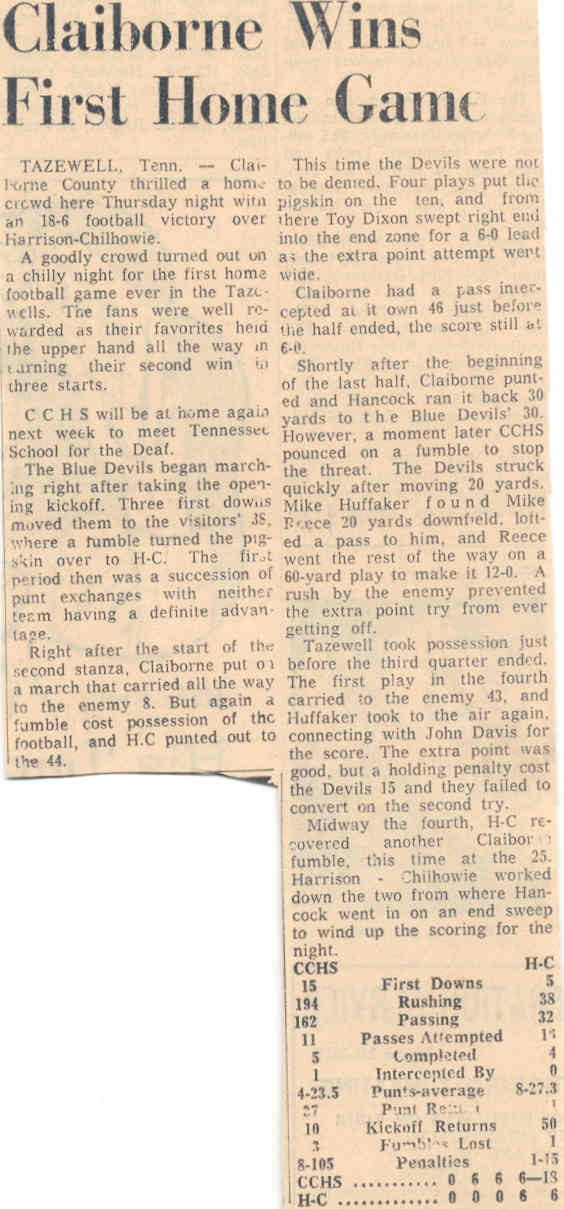 Claiborne Wins
First Home Game
TAZEWELL, Tenn. — Clai-
borne County thrilled a home
crowd here Thursday night with
an 18-6 football victory over
Harrison-Chilhowie.
A goodly crowd turned out on
a chilly night for the first home
football game ever in the Taze-
wells. The fans were well re-
warded as their favorites held
the upper hand all the way in
earning their second win in
three starts.
C C H S will be at home again
next week to meet Tennessee
School for the Deaf.
The Blue Devils began march-
ing right after taking the open-
ing kickoff. Three first downs
moved them to the visitors' 38,
where a fumble turned the pig-
skin over to H-C. The first
period then was a succession of
punt exchanges with neither
team having a definite advan-
tage.
Right after the start of the
second stanza, Claiborne put on
a march that carried all the way
to the enemy 8. But again a
fumble cost possession of the
football, and H.C punted out to
the 44.
This time the Devils were not
to be denied. Four plays put the
pigskin on the ten, and from
there Toy Dixon swept right end
into the end zone for a 6-0 lead
as the extra point attempt went
wide.
Claiborne had a pass inter-
cepted at it own 46 just before
the half ended, the score still at
6-0.
Shortly after the beginning
of the last half, Claiborne punt-
ed and Hancock ran it back 30
yards to the Blue Devils' 30.
However, a moment later CCHS
pounced on a fumble to stop
the threat. The Devils struck
quickly after moving 20 yards.
Mike Huffaker found Mike
Reece 20 yards downfield, loft-
ed a pass to him, and Reece
went the rest of the way on a
60-yard play to make it 12-0. A
rush by the enemy prevented
the extra point try from ever
getting off.
Tazewell took possession just
before the third quarter ended.
The first play in the fourth
carried to the enemy 43, and
Huffaker took to the air again,
connecting with John Davis for
the score. The extra point was
good, but a holding penalty cost
the Devils 15 and they failed to
convert on the second try.
Midway the fourth, H-C re-
covered another Claiborne
fumble, this time at the 25.
Harrison - Chilhowie worked
down the two from where Han-
cock went in on an end sweep
to wind up the scoring for the
night.
CCHS H-C
15 First Downs 5
194 Rushing 38
162 Passing 32
11 Passes Attempted
5 Completed 4
1 Intercepted By 0
4-23.5 Punts-average 8-27.3
27 Punt
10 Kickoff Returns 50
3 Fumbles Lost 1
8-105 Penalties 1-15
CCHS ........... 0 6 6 6—18
H-C ............. 0 0 0 6 6